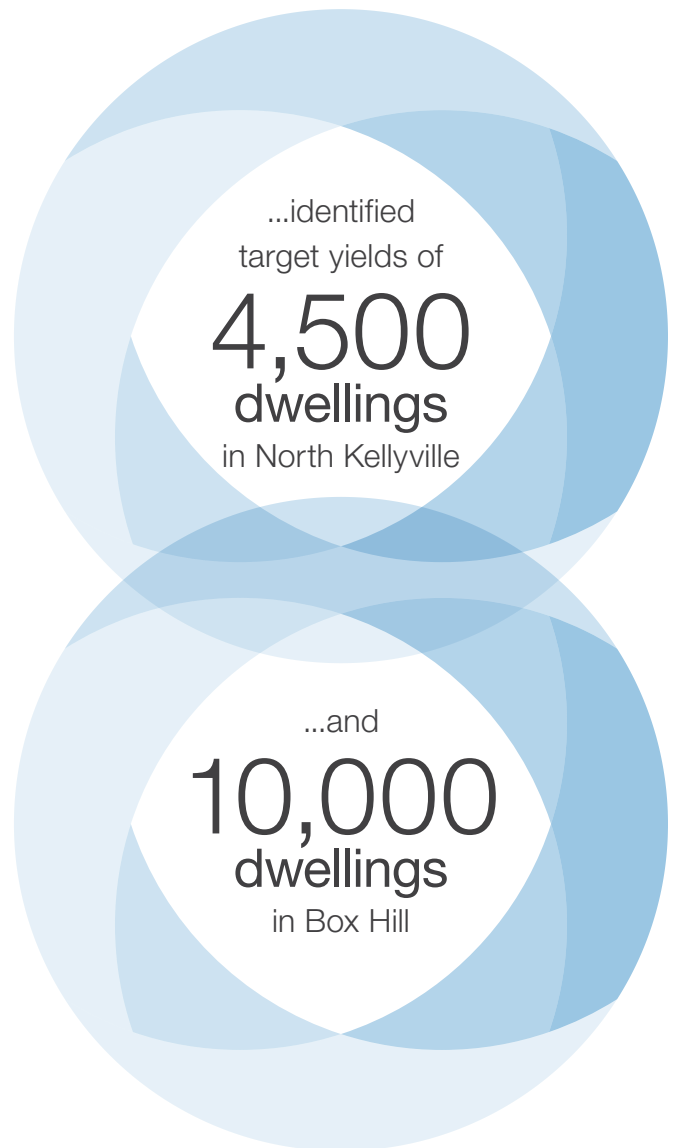 ...identified
target yields of
4,500
dwellings
in North Kellyville
...and
10,000
dwellings
in Box Hill